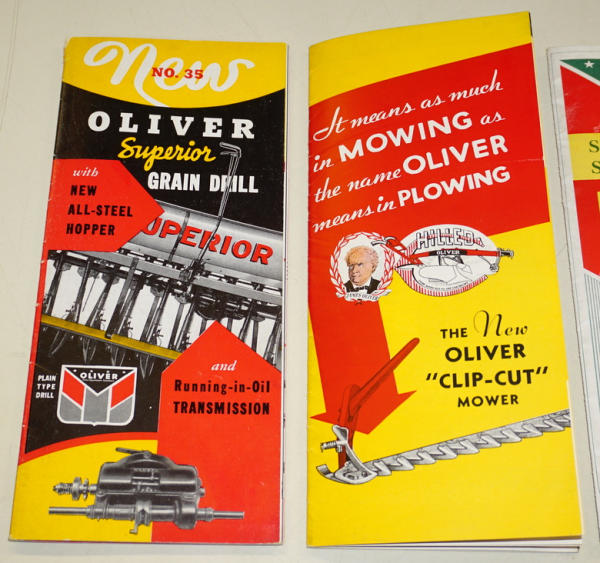 New
NO. 35
OLIVER
Superior
GRAIN DRILL
with
NEW
ALL-STEEL
HOPPER
SUPERIOR
PLAIN
TYPE
DRILL
OLIVER
and
Running-in-Oil
TRANSMISSION
It means as much
in MOWING as
the name OLIVER
means in PLOWING
JAMES OLIVER
OLIVER
THE New
OLIVER
"CLIP-CUT"
MOWER
S
S